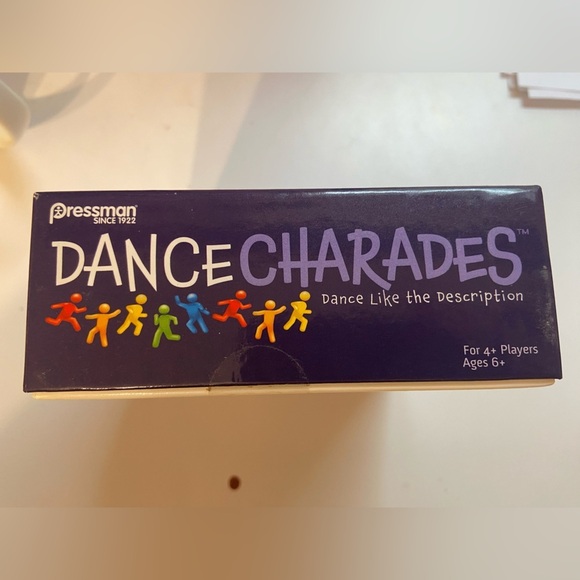 Pressman
SINCE 1922
DANCE CHARADES™
Dance Like the Description
For 4+ Players
Ages 6+